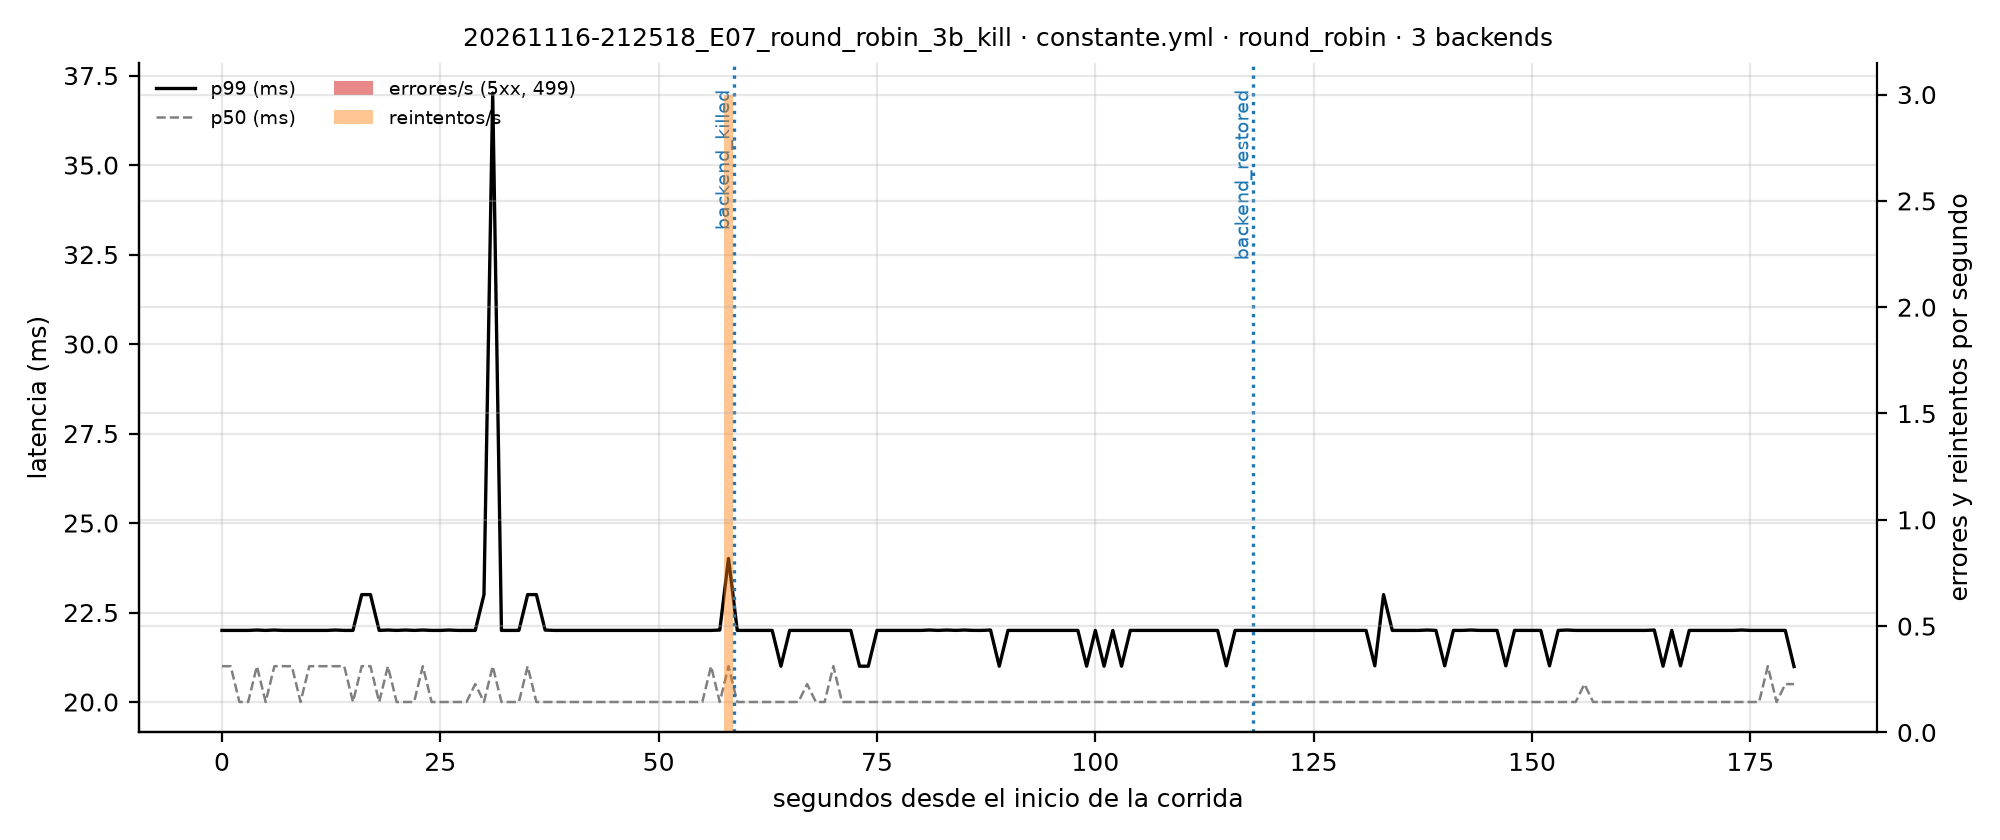 20261116-212518_E07_round_robin_3b_kill · constante.yml · round_robin · 3 backends
p99 (ms)
p50 (ms)
errores/s (5xx, 499)
reintentos/s
backend_killed
backend_restored
latencia (ms)
37.5
35.0
32.5
30.0
27.5
25.0
22.5
20.0
3.0
2.5
2.0
1.5
1.0
0.5
0.0
errores y reintentos por segundo
0
25
50
75
100
125
150
175
segundos desde el inicio de la corrida